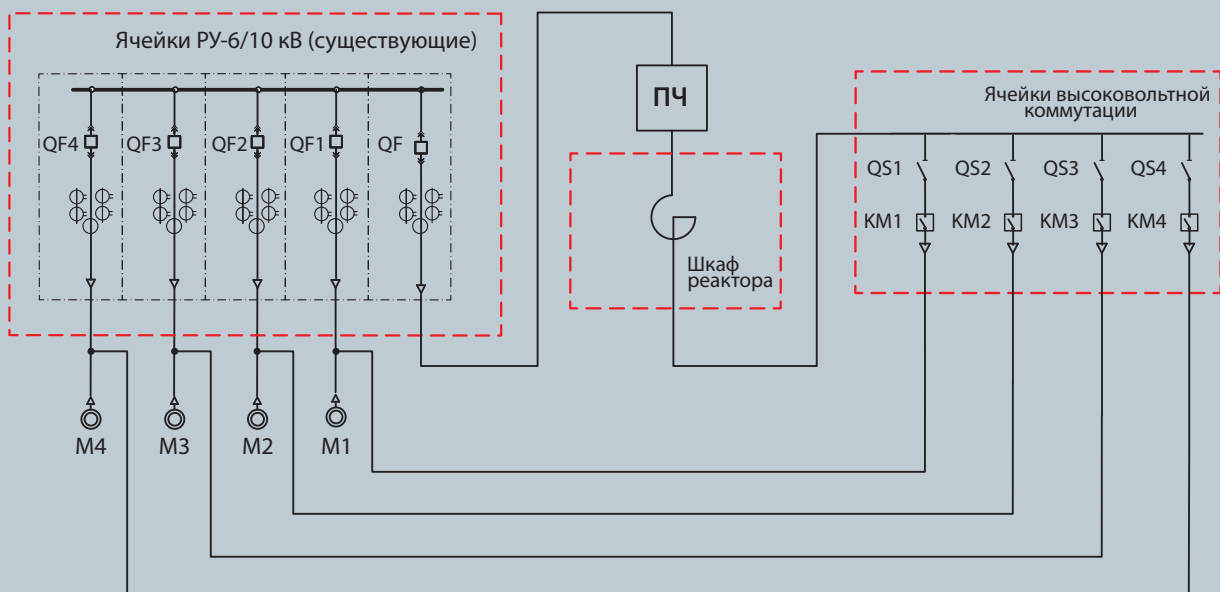 Ячейки РУ-6/10 кВ (существующие)
QF4 QF3 QF2 QF1 QF
M4 M3 M2 M1
ПЧ
Шкаф
реактора
Ячейки высоковольтной
коммутации
QS1 QS2 QS3 QS4
KM1 KM2 KM3 KM4